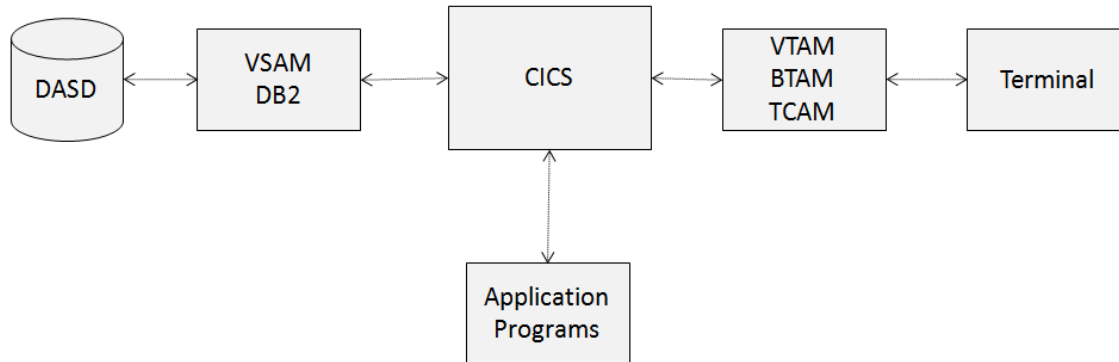 DASD
VSAM
DB2
CICS
VTAM
BTAM
TCAM
Terminal
Application
Programs